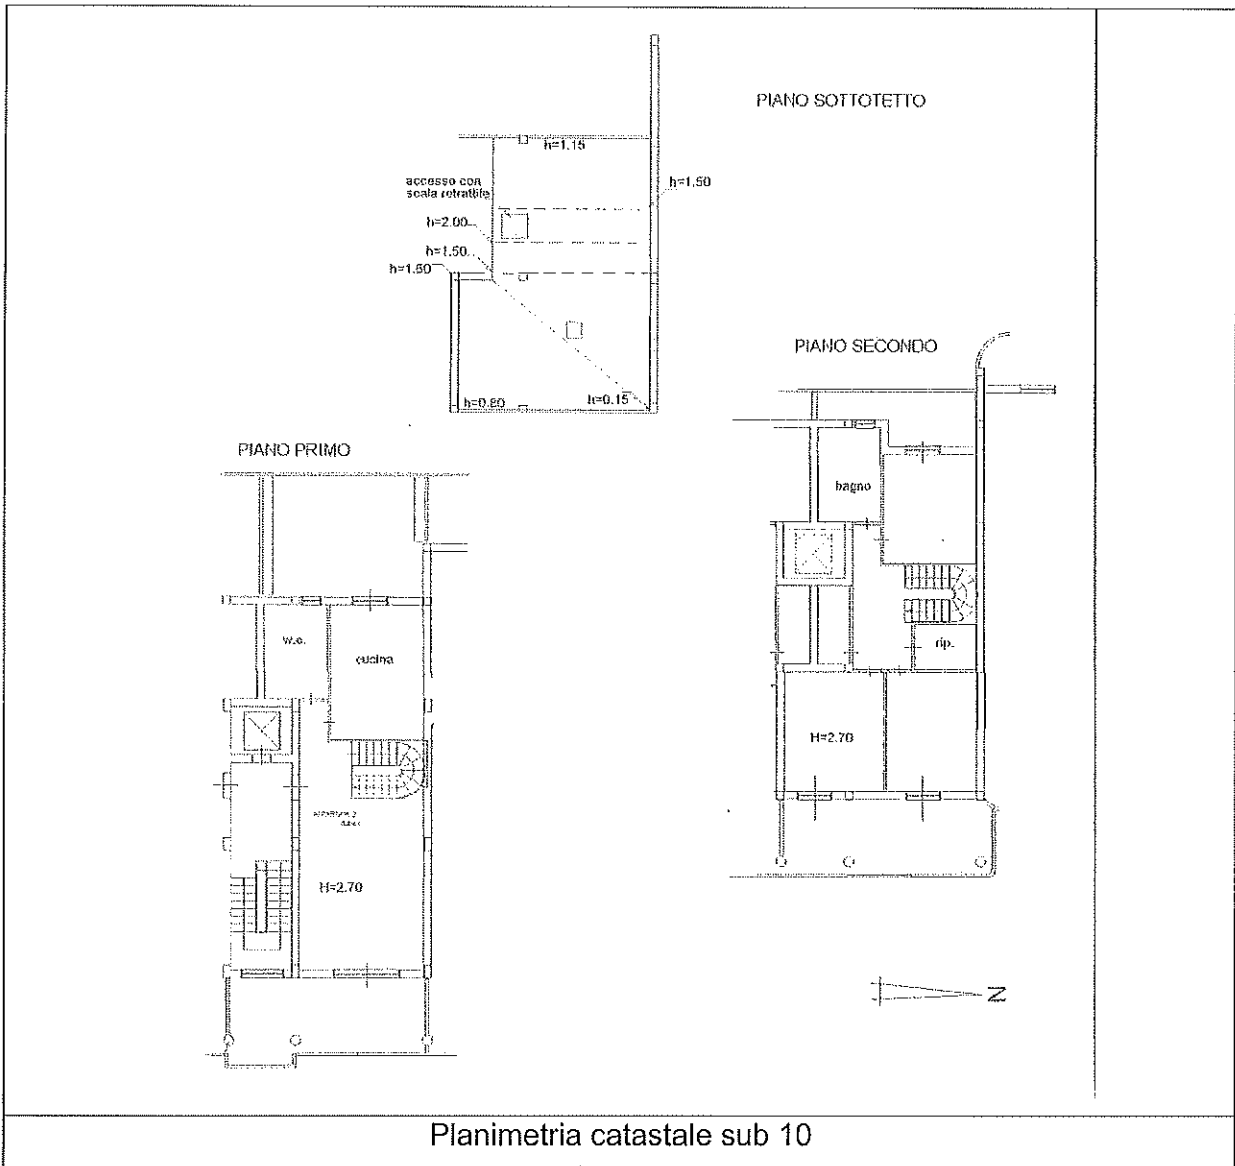 PIANO SOTTOTETTO
h=1.15
accesso con
scala retrattile
h=1.50
h=2.00
h=1.50
h=1.50
h=0.80
h=0.15
PIANO SECONDO
bagno
rip.
H=2.70
PIANO PRIMO
w.c.
cucina
H=2.70
N
Planimetria catastale sub 10